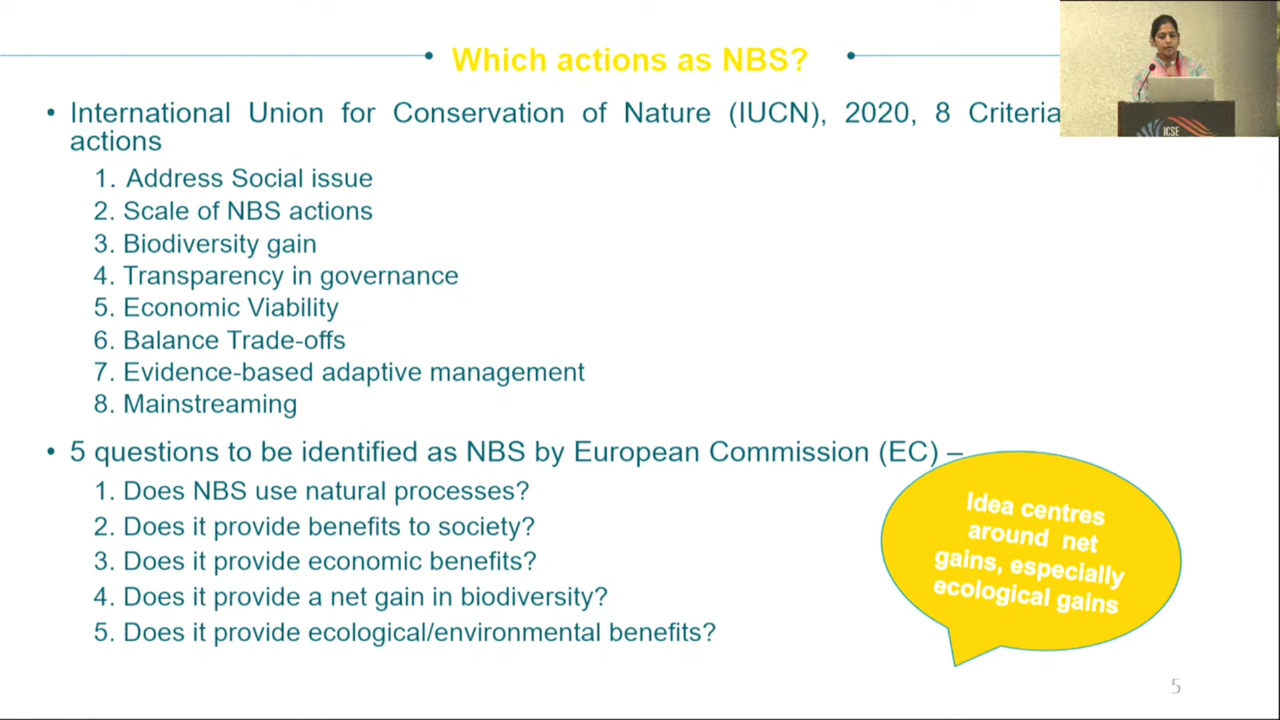 Which actions as NBS?
• International Union for Conservation of Nature (IUCN), 2020, 8 Criteria
actions
1. Address Social issue
2. Scale of NBS actions
3. Biodiversity gain
4. Transparency in governance
5. Economic Viability
6. Balance Trade-offs
7. Evidence-based adaptive management
8. Mainstreaming
• 5 questions to be identified as NBS by European Commission (EC) –
1. Does NBS use natural processes?
2. Does it provide benefits to society?
3. Does it provide economic benefits?
4. Does it provide a net gain in biodiversity?
5. Does it provide ecological/environmental benefits?
Idea centres
around net
gains, especially
ecological gains
5
ICSE